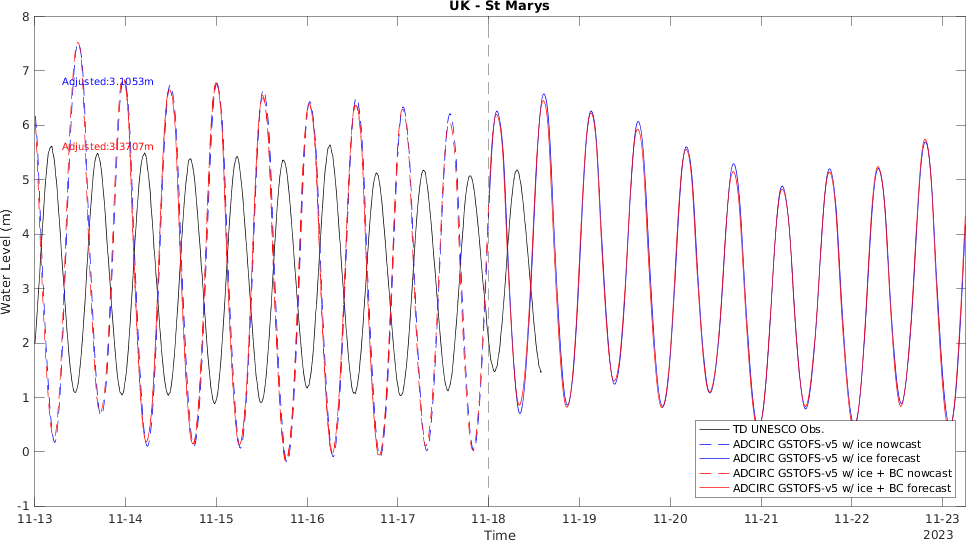 UK - St Marys
8
7
6
5
4
3
2
1
0
-1
Water Level (m)
Adjusted:3.1053m
Adjusted:3.3707m
TD UNESCO Obs.
ADCIRC GSTOFS-v5 w/ ice nowcast
ADCIRC GSTOFS-v5 w/ ice forecast
ADCIRC GSTOFS-v5 w/ ice + BC nowcast
ADCIRC GSTOFS-v5 w/ ice + BC forecast
11-13 11-14 11-15 11-16 11-17 11-18 11-19 11-20 11-21 11-22 11-23
Time
2023